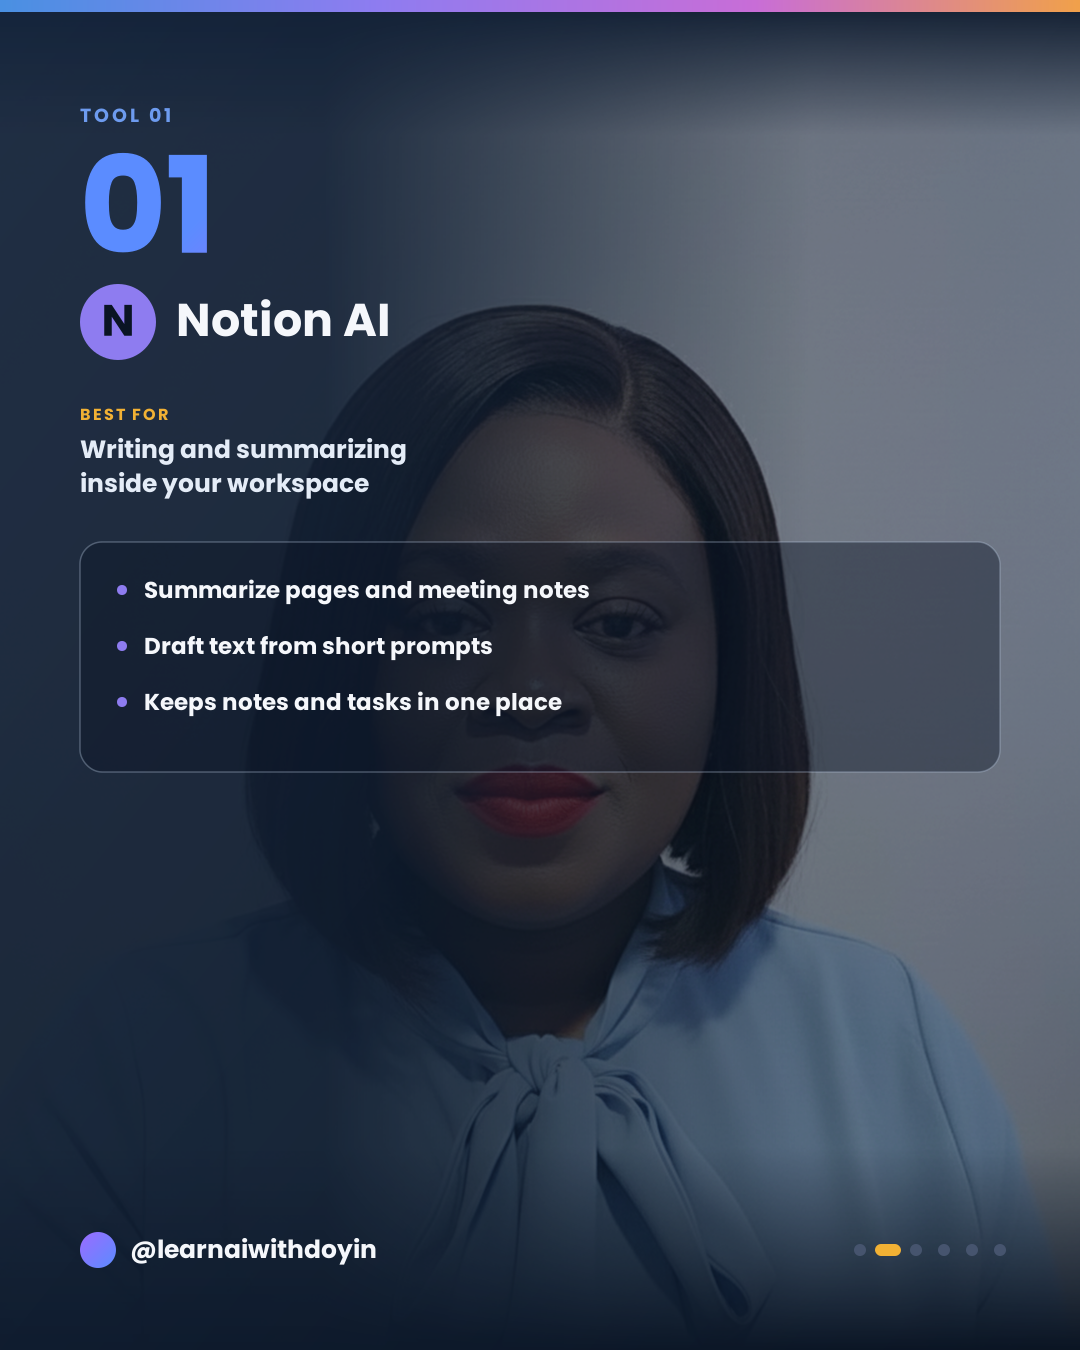 TOOL 01
01
N Notion AI
BEST FOR
Writing and summarizing
inside your workspace
Summarize pages and meeting notes
Draft text from short prompts
Keeps notes and tasks in one place
@learnaiwithdoyin